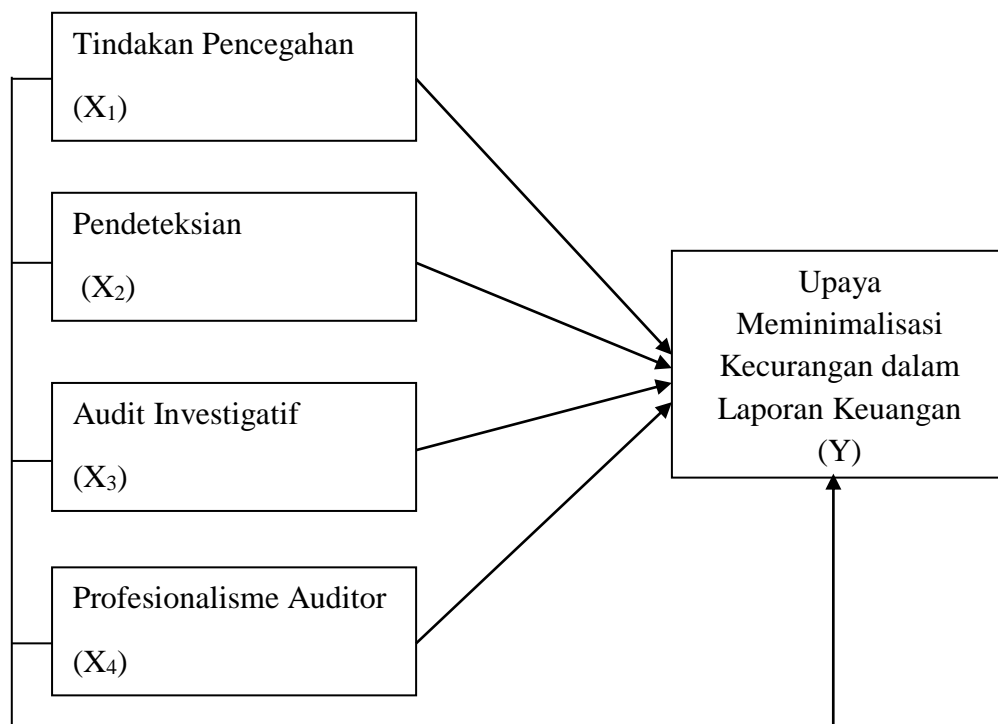 Tindakan Pencegahan
(X₁)
Pendeteksian
(X₂)
Audit Investigatif
(X₃)
Profesionalisme Auditor
(X₄)
Upaya
Meminimalisasi
Kecurangan dalam
Laporan Keuangan
(Y)